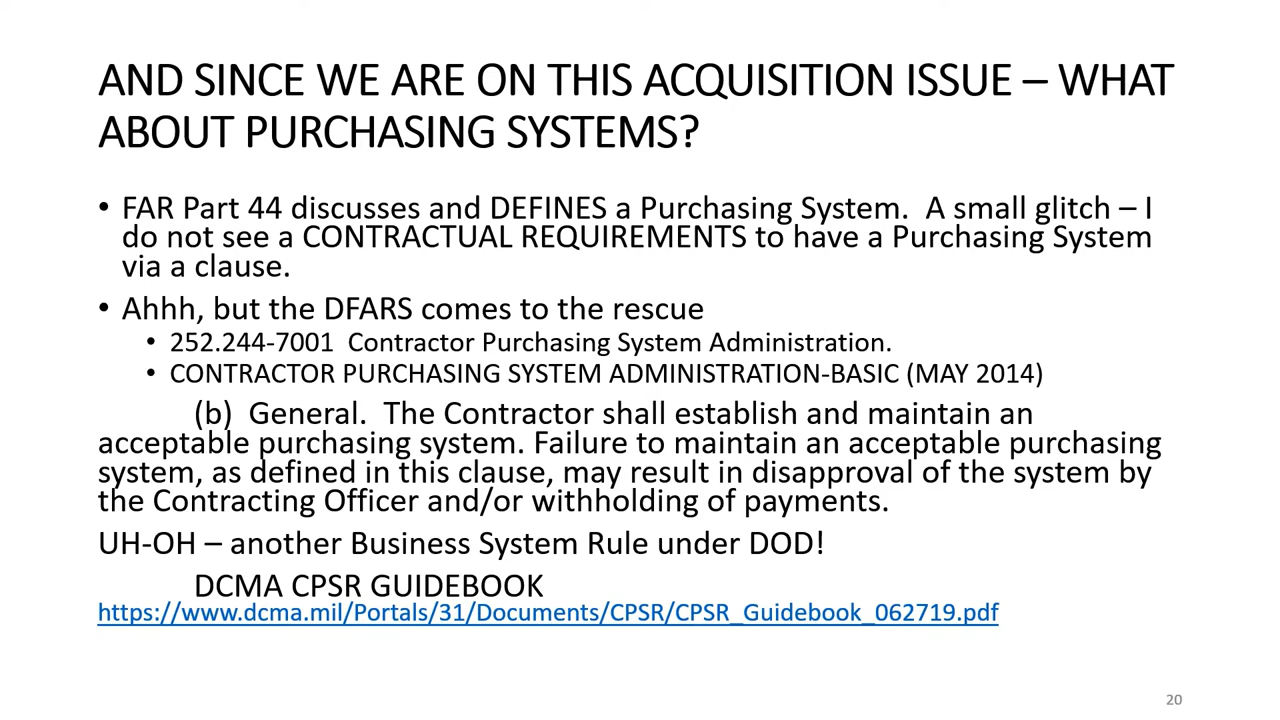 AND SINCE WE ARE ON THIS ACQUISITION ISSUE – WHAT
ABOUT PURCHASING SYSTEMS?
• FAR Part 44 discusses and DEFINES a Purchasing System.  A small glitch – I
do not see a CONTRACTUAL REQUIREMENTS to have a Purchasing System
via a clause.
• Ahhh, but the DFARS comes to the rescue
• 252.244-7001  Contractor Purchasing System Administration.
• CONTRACTOR PURCHASING SYSTEM ADMINISTRATION-BASIC (MAY 2014)
(b)  General.  The Contractor shall establish and maintain an
acceptable purchasing system. Failure to maintain an acceptable purchasing
system, as defined in this clause, may result in disapproval of the system by
the Contracting Officer and/or withholding of payments.
UH-OH – another Business System Rule under DOD!
DCMA CPSR GUIDEBOOK
https://www.dcma.mil/Portals/31/Documents/CPSR/CPSR_Guidebook_062719.pdf
20